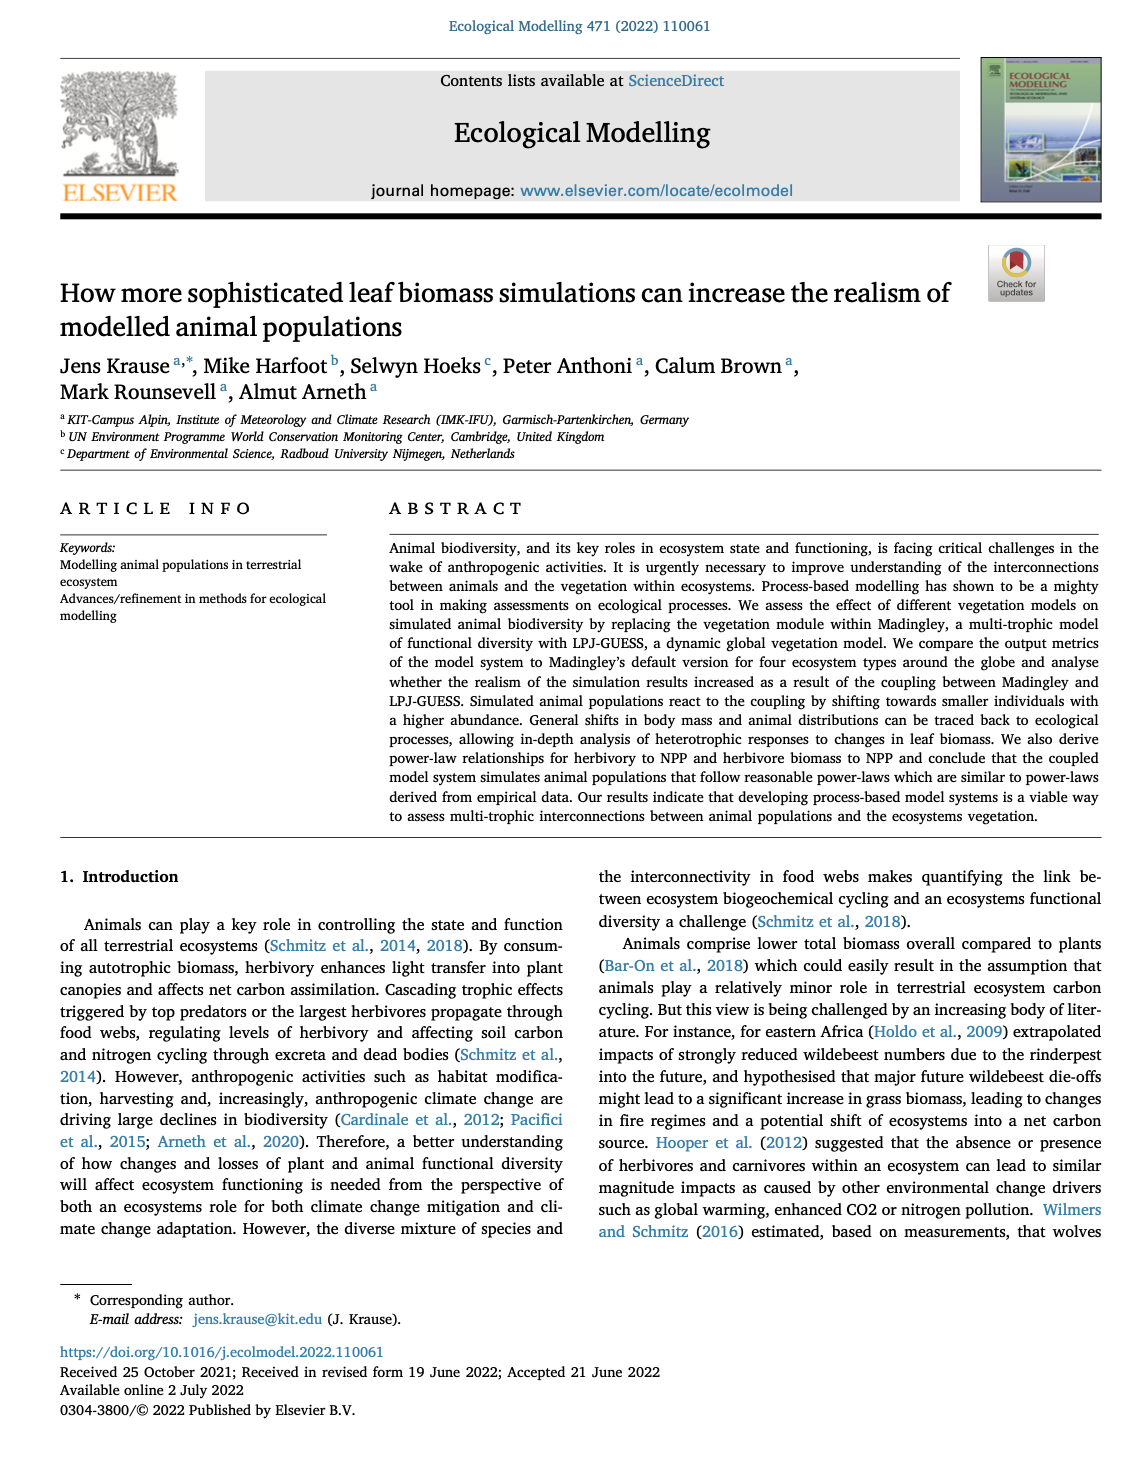 Ecological Modelling 471 (2022) 110061
Contents lists available at ScienceDirect
Ecological Modelling
journal homepage: www.elsevier.com/locate/ecolmodel
ELSEVIER
ECOLOGICAL
MODELLING
Check for
updates
How more sophisticated leaf biomass simulations can increase the realism of
modelled animal populations
Jens Krause a,*, Mike Harfoot b, Selwyn Hoeks c, Peter Anthoni a, Calum Brown a,
Mark Rounsevell a, Almut Arneth a
a KIT-Campus Alpin, Institute of Meteorology and Climate Research (IMK-IFU), Garmisch-Partenkirchen, Germany
b UN Environment Programme World Conservation Monitoring Center, Cambridge, United Kingdom
c Department of Environmental Science, Radboud University Nijmegen, Netherlands
ARTICLE INFO
Keywords:
Modelling animal populations in terrestrial
ecosystem
Advances/refinement in methods for ecological
modelling
ABSTRACT
Animal biodiversity, and its key roles in ecosystem state and functioning, is facing critical challenges in the
wake of anthropogenic activities. It is urgently necessary to improve understanding of the interconnections
between animals and the vegetation within ecosystems. Process-based modelling has shown to be a mighty
tool in making assessments on ecological processes. We assess the effect of different vegetation models on
simulated animal biodiversity by replacing the vegetation module within Madingley, a multi-trophic model
of functional diversity with LPJ-GUESS, a dynamic global vegetation model. We compare the output metrics
of the model system to Madingley's default version for four ecosystem types around the globe and analyse
whether the realism of the simulation results increased as a result of the coupling between Madingley and
LPJ-GUESS. Simulated animal populations react to the coupling by shifting towards smaller individuals with
a higher abundance. General shifts in body mass and animal distributions can be traced back to ecological
processes, allowing in-depth analysis of heterotrophic responses to changes in leaf biomass. We also derive
power-law relationships for herbivory to NPP and herbivore biomass to NPP and conclude that the coupled
model system simulates animal populations that follow reasonable power-laws which are similar to power-laws
derived from empirical data. Our results indicate that developing process-based model systems is a viable way
to assess multi-trophic interconnections between animal populations and the ecosystems vegetation.
1. Introduction
Animals can play a key role in controlling the state and function
of all terrestrial ecosystems (Schmitz et al., 2014, 2018). By consum-
ing autotrophic biomass, herbivory enhances light transfer into plant
canopies and affects net carbon assimilation. Cascading trophic effects
triggered by top predators or the largest herbivores propagate through
food webs, regulating levels of herbivory and affecting soil carbon
and nitrogen cycling through excreta and dead bodies (Schmitz et al.,
2014). However, anthropogenic activities such as habitat modifica-
tion, harvesting and, increasingly, anthropogenic climate change are
driving large declines in biodiversity (Cardinale et al., 2012; Pacifici
et al., 2015; Arneth et al., 2020). Therefore, a better understanding
of how changes and losses of plant and animal functional diversity
will affect ecosystem functioning is needed from the perspective of
both an ecosystems role for both climate change mitigation and cli-
mate change adaptation. However, the diverse mixture of species and
the interconnectivity in food webs makes quantifying the link be-
tween ecosystem biogeochemical cycling and an ecosystems functional
diversity a challenge (Schmitz et al., 2018).
Animals comprise lower total biomass overall compared to plants
(Bar-On et al., 2018) which could easily result in the assumption that
animals play a relatively minor role in terrestrial ecosystem carbon
cycling. But this view is being challenged by an increasing body of liter-
ature. For instance, for eastern Africa (Holdo et al., 2009) extrapolated
impacts of strongly reduced wildebeest numbers due to the rinderpest
into the future, and hypothesised that major future wildebeest die-offs
might lead to a significant increase in grass biomass, leading to changes
in fire regimes and a potential shift of ecosystems into a net carbon
source. Hooper et al. (2012) suggested that the absence or presence
of herbivores and carnivores within an ecosystem can lead to similar
magnitude impacts as caused by other environmental change drivers
such as global warming, enhanced CO2 or nitrogen pollution. Wilmers
and Schmitz (2016) estimated, based on measurements, that wolves
* Corresponding author.
E-mail address: jens.krause@kit.edu (J. Krause).
https://doi.org/10.1016/j.ecolmodel.2022.110061
Received 25 October 2021; Received in revised form 19 June 2022; Accepted 21 June 2022
Available online 2 July 2022
0304-3800/© 2022 Published by Elsevier B.V.